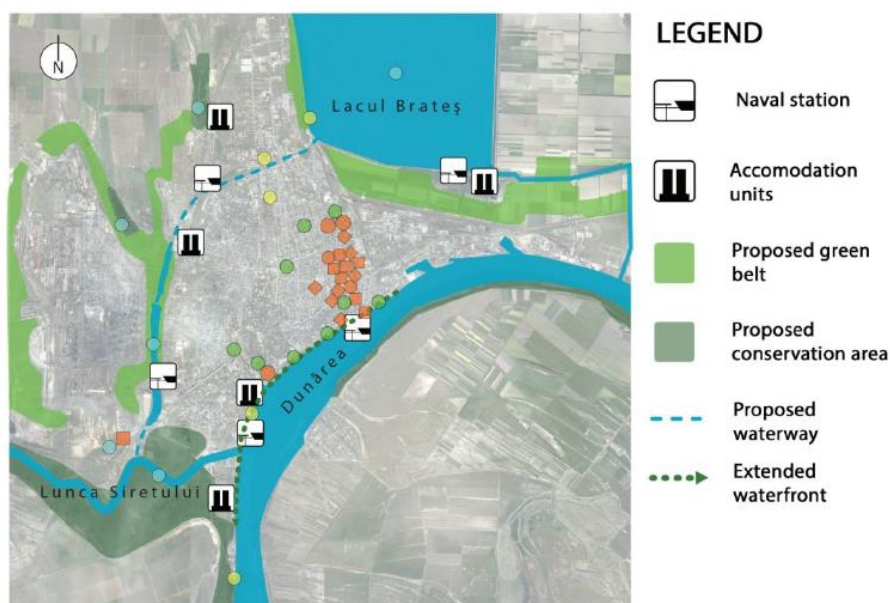 LEGEND
N
Lacul Brateş
Naval station
Accomodation
units
Proposed green
belt
Proposed
conservation area
Dunărea
Proposed
waterway
Lunca Siretului
Extended
waterfront